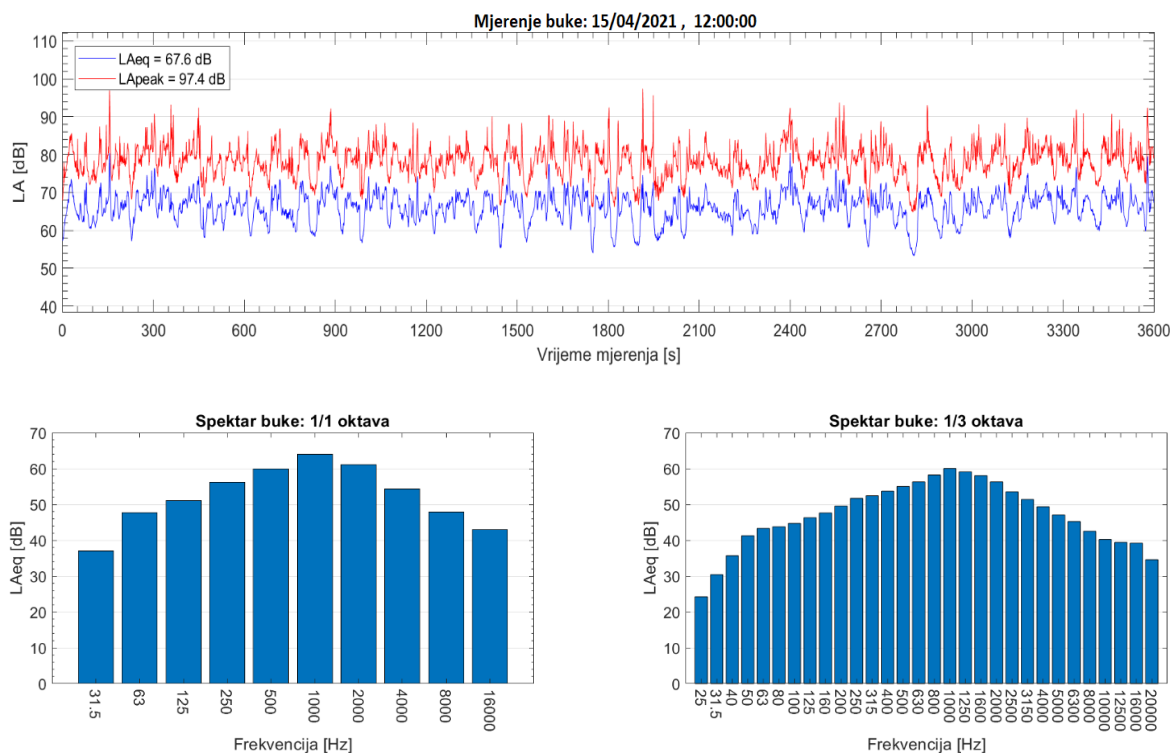 Mjerenje buke: 15/04/2021 , 12:00:00
LAeq = 67.6 dB
LApeak = 97.4 dB
LA [dB]
110
100
90
80
70
60
50
40
0 300 600 900 1200 1500 1800 2100 2400 2700 3000 3300 3600
Vrijeme mjerenja [s]
Spektar buke: 1/1 oktava
LAeq [dB]
70
60
50
40
30
20
10
0
31.5 63 125 250 500 1000 2000 4000 8000 16000
Frekvencija [Hz]
Spektar buke: 1/3 oktava
LAeq [dB]
70
60
50
40
30
20
10
0
25 31.5 40 50 63 80 100 125 160 200 250 315 400 500 630 800 1000 1250 1600 2000 2500 3150 4000 5000 6300 8000 10000 12500 16000 20000
Frekvencija [Hz]